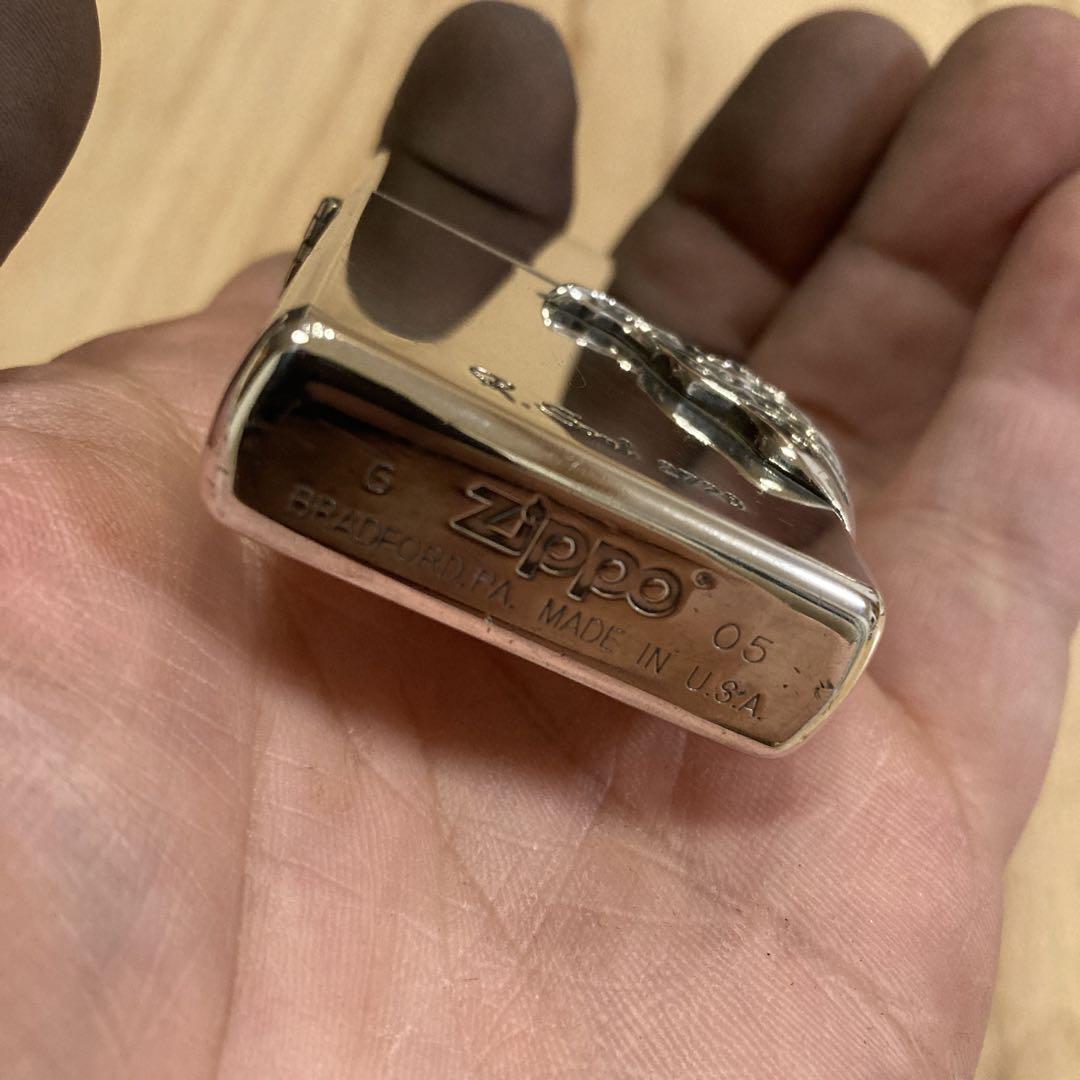 G Zippo 05
BRADFORD, PA. MADE IN U.S.A.